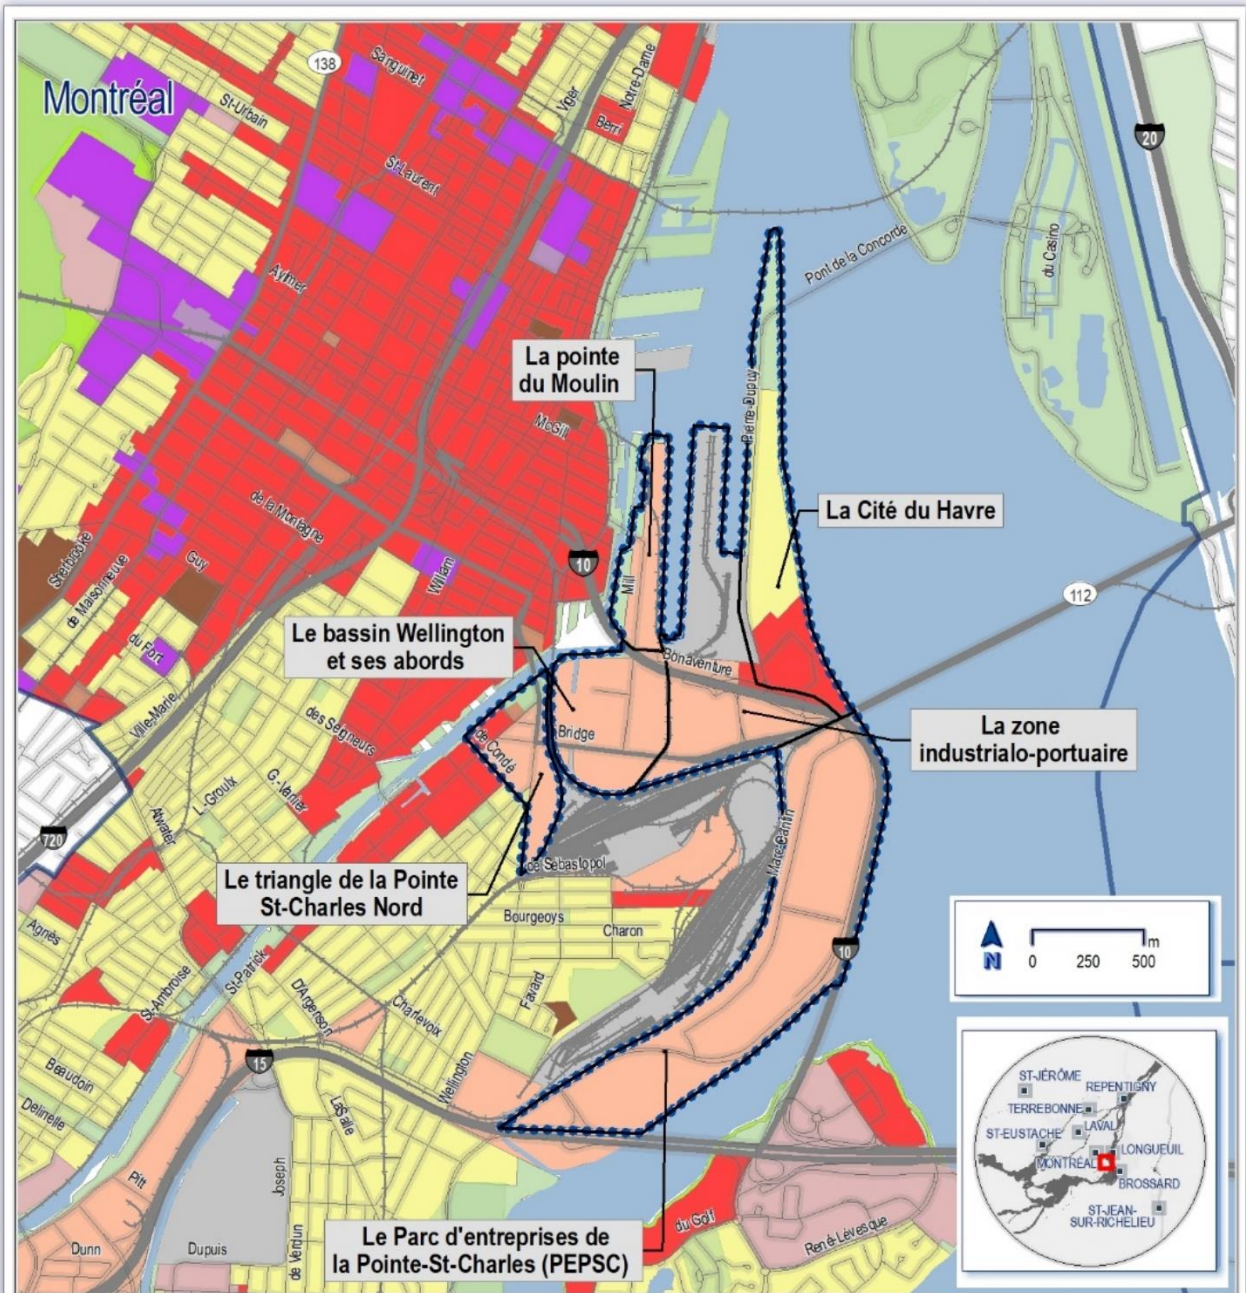 Montréal
138
Sanguinet
St-Urbain
Viger
Notre-Dame
Berri
St-Laurent
20
Aylmer
Pont de la Concorde
du Casino
La pointe
du Moulin
Pierre-Dupuy
McGill
La Cité du Havre
de la Montagne
Sherbrooke
de Maisonneuve
Guy
William
10
Mill
112
du Fort
Le bassin Wellington
et ses abords
Bonaventure
Ville-Marie
des Seigneurs
de Condé
Bridge
La zone
industrialo-portuaire
L.-Groulx
G.-Vanier
Atwater
720
Marc-Cantin
de Sébastopol
Le triangle de la Pointe
St-Charles Nord
Bourgeoys
Charon
Agnès
St-Ambroise
St-Patrick
D'Argenson
Charlevoix
Favard
10
N
0 250 500 m
15
Wellington
Beaudoin
Delinelle
LaSalle
Joseph
Pitt
Dunn
Dupuis
de Verdun
du Golf
René-Lévesque
Le Parc d'entreprises de
la Pointe-St-Charles (PEPSC)
ST-JÉRÔME
REPENTIGNY
TERREBONNE
LAVAL
ST-EUSTACHE
LONGUEUIL
MONTRÉAL
BROSSARD
ST-JEAN-
SUR-RICHELIEU